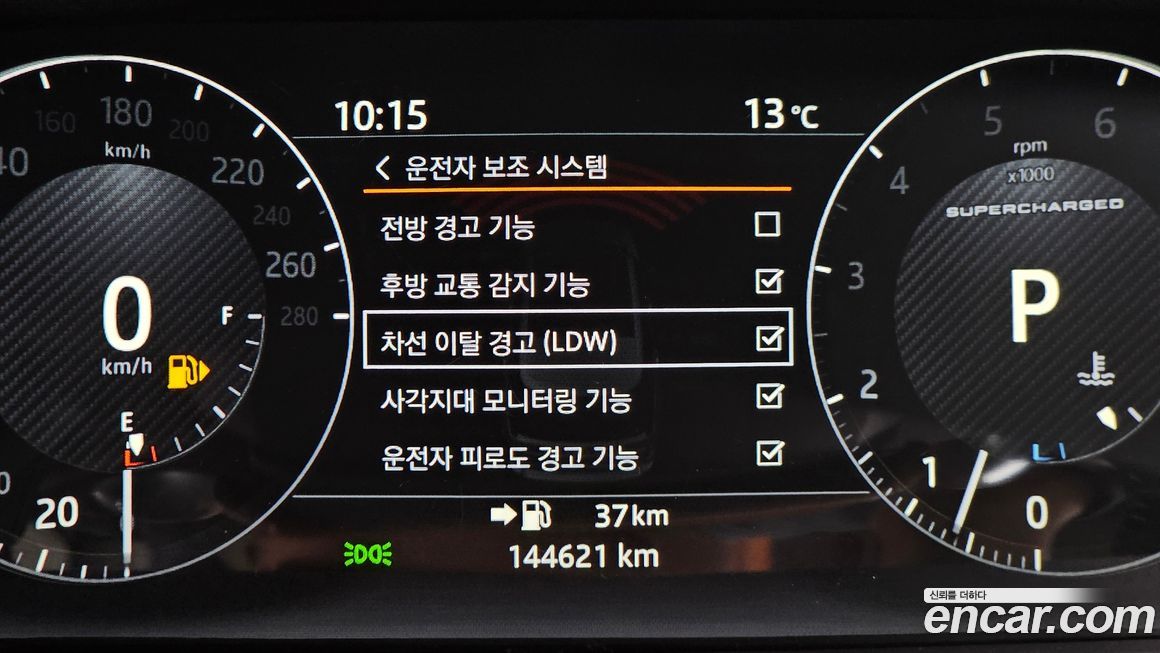 10:15
13 °C
운전자 보조 시스템
전방 경고 기능
후방 교통 감지 기능
차선 이탈 경고 (LDW)
사각지대 모니터링 기능
운전자 피로도 경고 기능
37 km
144621 km
160
180
200
km/h
220
240
260
280
F
0
km/h
E
20
5
6
rpm
x1000
4
SUPERCHARGED
3
P
2
1
0
신뢰를 더하다
encar.com